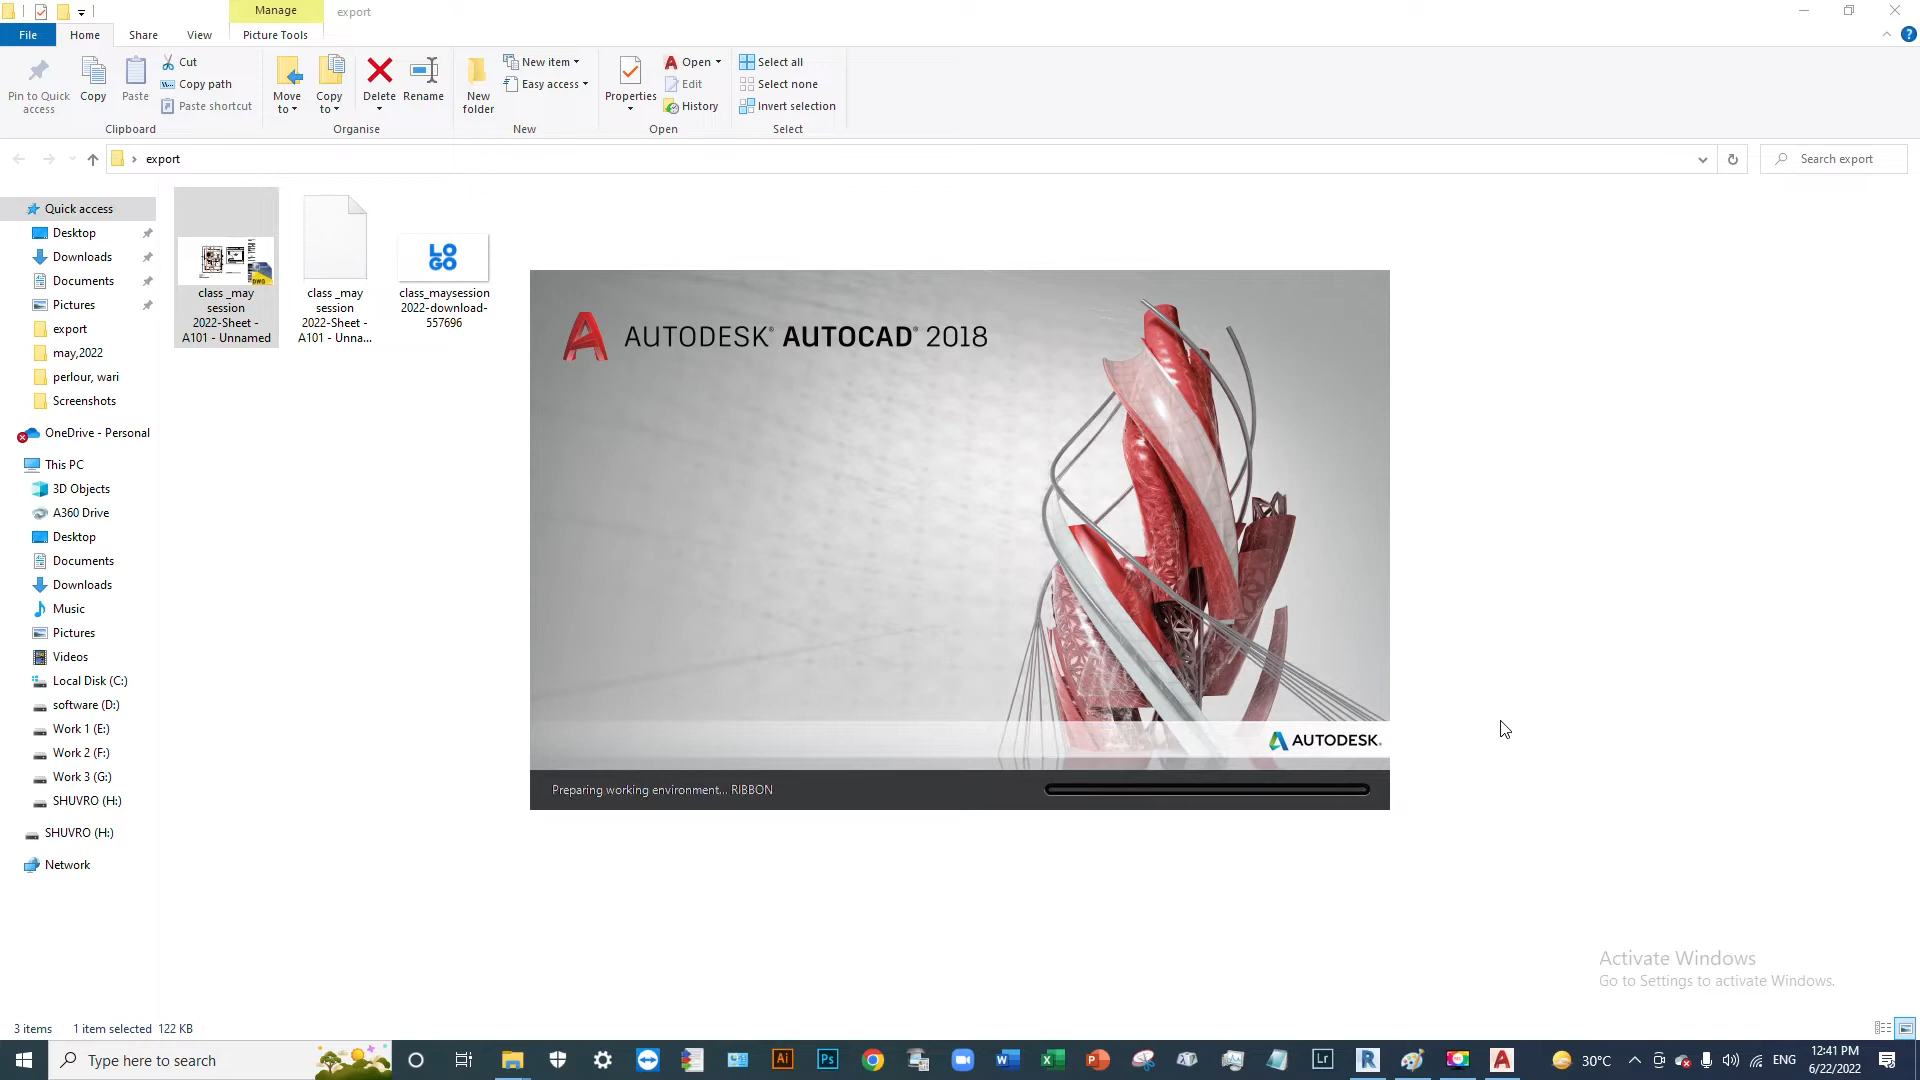 Manage
export
File
Home
Share
View
Picture Tools
Pin to Quick
access
Copy
Paste
Cut
Copy path
Paste shortcut
Clipboard
Move
to
Copy
to
Delete
Rename
Organise
New
folder
New item
Easy access
New
Properties
Open
Edit
History
Open
Select all
Select none
Invert selection
Select
export
Search export
Quick access
Desktop
Downloads
Documents
Pictures
export
may,2022
perlour, wari
Screenshots
OneDrive - Personal
This PC
3D Objects
A360 Drive
Desktop
Documents
Downloads
Music
Pictures
Videos
Local Disk (C:)
software (D:)
Work 1 (E:)
Work 2 (F:)
Work 3 (G:)
SHUVRO (H:)
SHUVRO (H:)
Network
DWG
class _may
session
2022-Sheet -
A101 - Unnamed
class _may
session
2022-Sheet -
A101 - Unna...
LO
GO
class_maysession
2022-download-
557696
AUTODESK® AUTOCAD® 2018
AUTODESK.
Preparing working environment... RIBBON
Activate Windows
Go to Settings to activate Windows.
3 items
1 item selected 122 KB
Type here to search
Ai
Ps
Lr
R
A
30°C
ENG
12:41 PM
6/22/2022